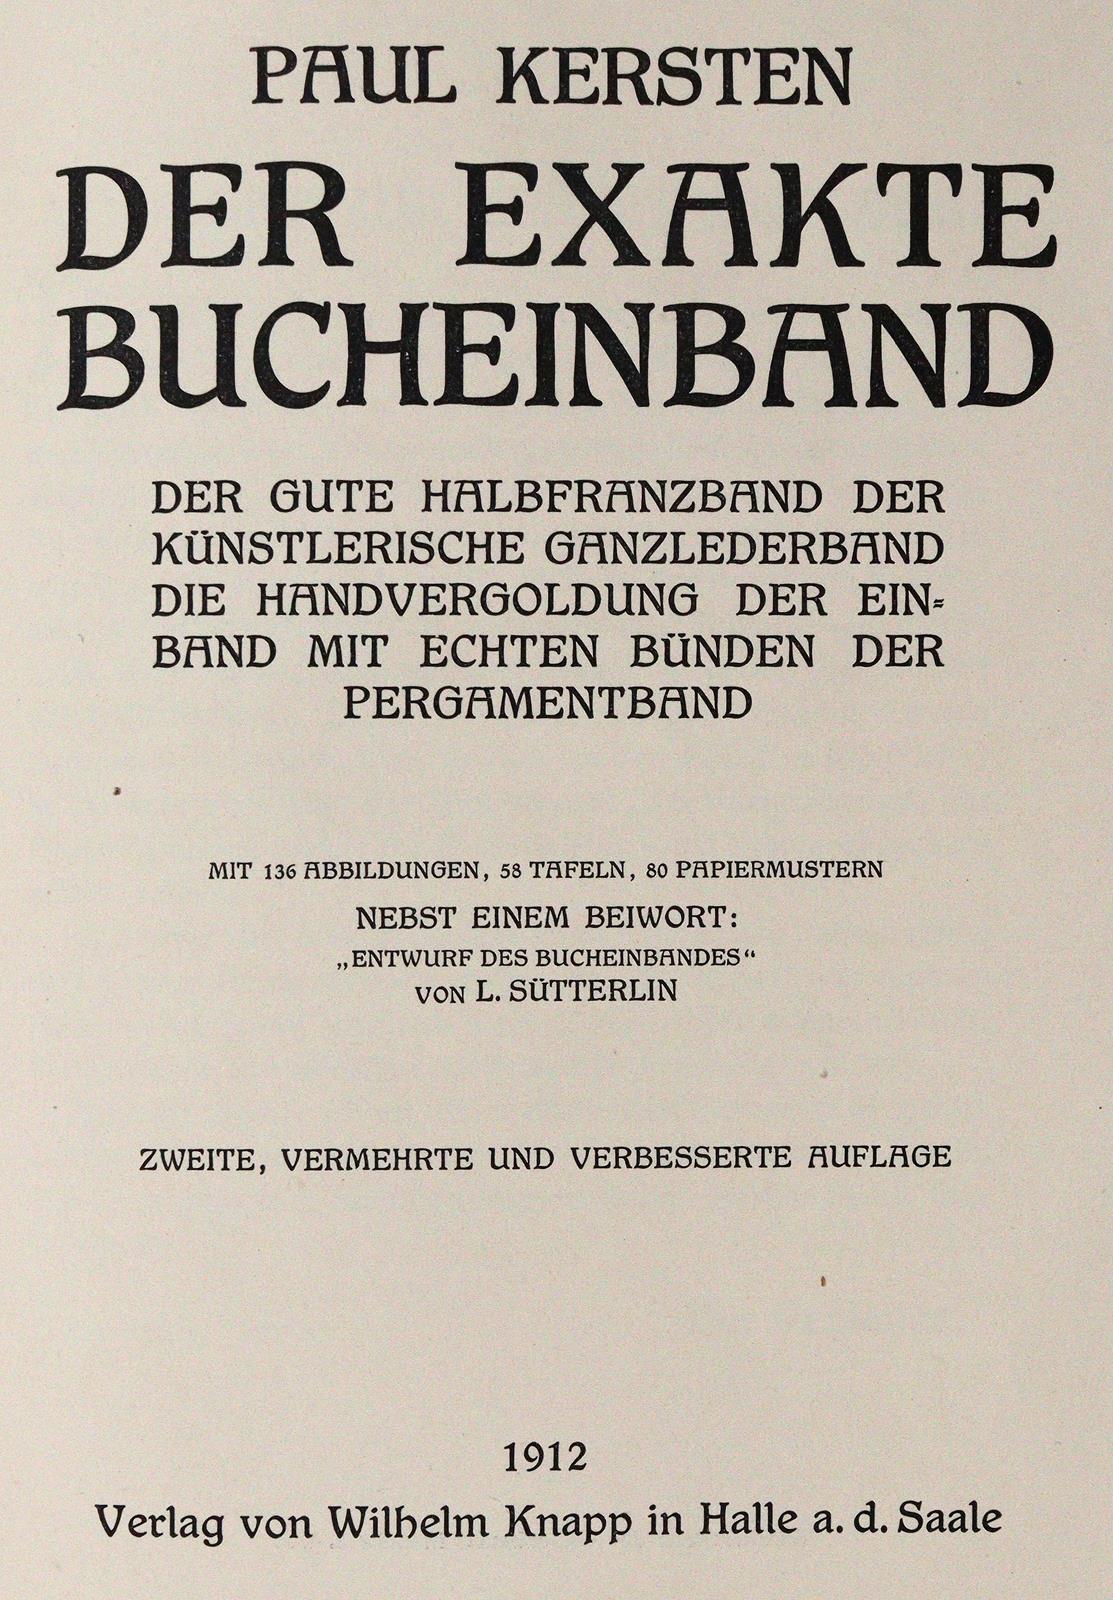 PAUL KERSTEN
DER EXAKTE
BUCHEINBAND
DER GUTE HALBFRANZBAND DER
KÜNSTLERISCHE GANZLEDERBAND
DIE HANDVERGOLDUNG DER EIN=
BAND MIT ECHTEN BÜNDEN DER
PERGAMENTBAND
MIT 136 ABBILDUNGEN, 58 TAFELN, 80 PAPIERMUSTERN
NEBST EINEM BEIWORT:
„ENTWURF DES BUCHEINBANDES“
VON L. SÜTTERLIN
ZWEITE, VERMEHRTE UND VERBESSERTE AUFLAGE
1912
Verlag von Wilhelm Knapp in Halle a. d. Saale